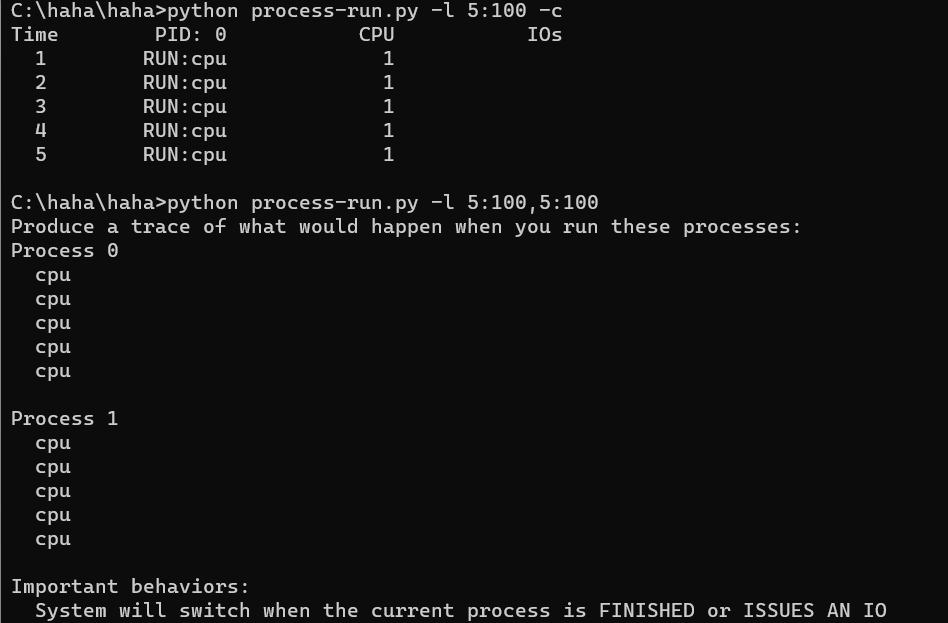 C:\haha\haha>python process-run.py -l 5:100 -c
Time        PID: 0           CPU           IOs
  1        RUN:cpu             1
  2        RUN:cpu             1
  3        RUN:cpu             1
  4        RUN:cpu             1
  5        RUN:cpu             1
C:\haha\haha>python process-run.py -l 5:100,5:100
Produce a trace of what would happen when you run these processes:
Process 0
  cpu
  cpu
  cpu
  cpu
  cpu
Process 1
  cpu
  cpu
  cpu
  cpu
  cpu
Important behaviors:
  System will switch when the current process is FINISHED or ISSUES AN IO